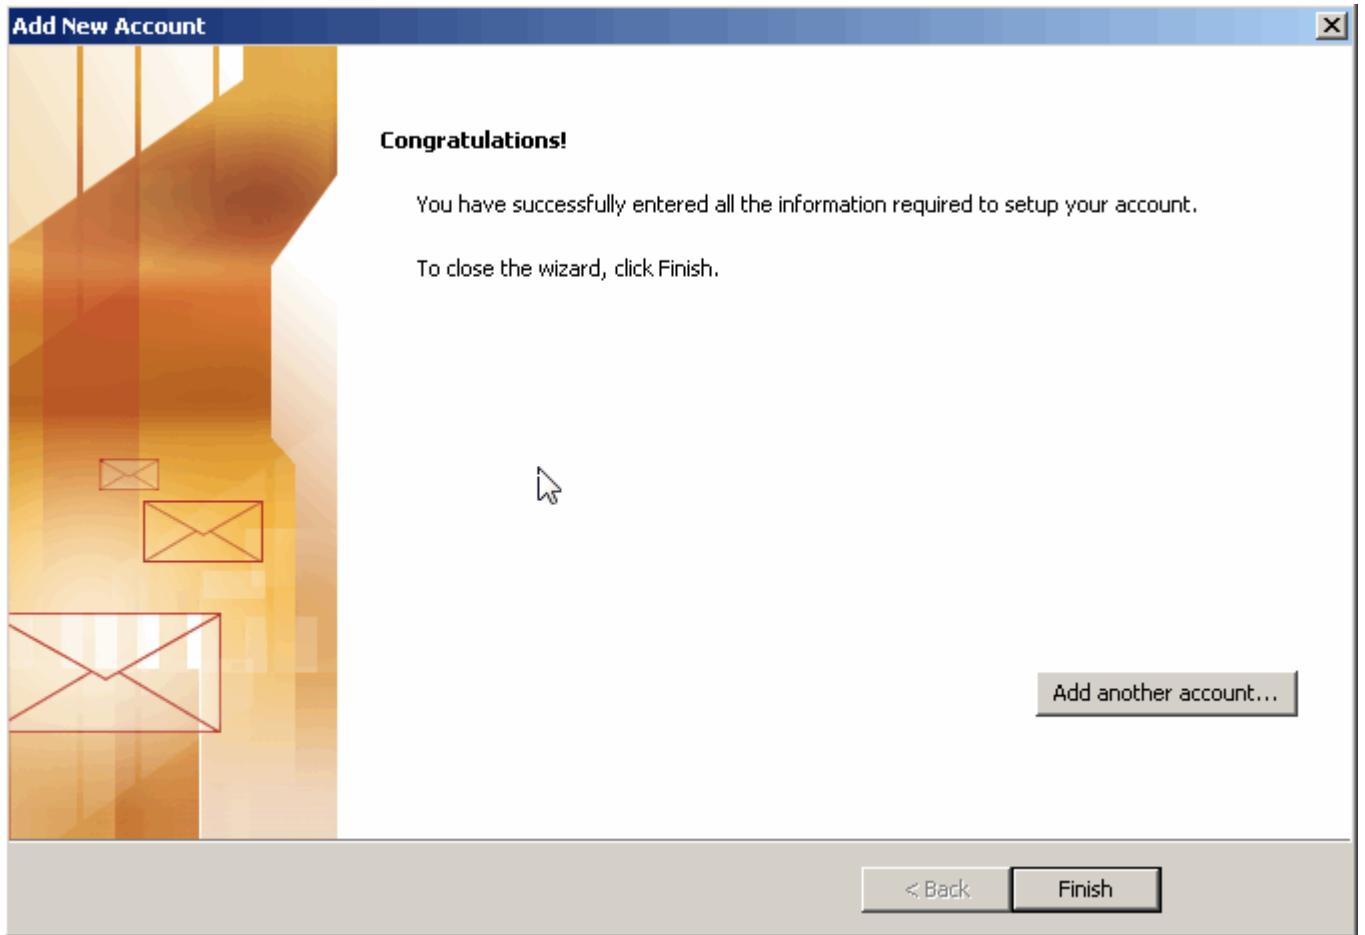 Add New Account
Congratulations!
You have successfully entered all the information required to setup your account.
To close the wizard, click Finish.
Add another account...
< Back
Finish